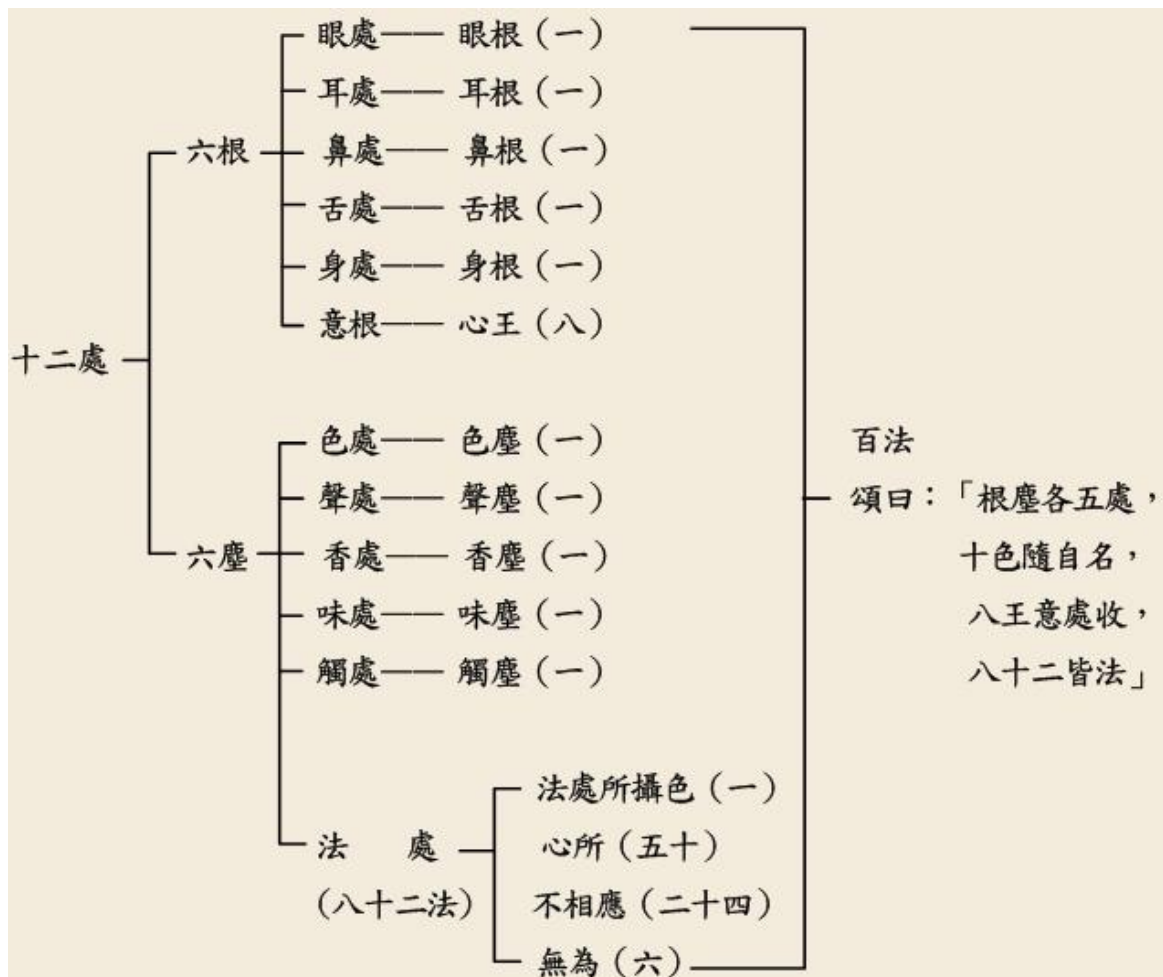 眼處—— 眼根（一）
耳處—— 耳根（一）
六根
鼻處—— 鼻根（一）
舌處—— 舌根（一）
身處—— 身根（一）
意根—— 心王（八）
十二處
色處—— 色塵（一）
聲處—— 聲塵（一）
六塵
香處—— 香塵（一）
味處—— 味塵（一）
觸處—— 觸塵（一）
法　處
（八十二法）
法處所攝色（一）
心所（五十）
不相應（二十四）
無為（六）
百法
頌曰：「根塵各五處，
十色隨自名，
八王意處收，
八十二皆法」